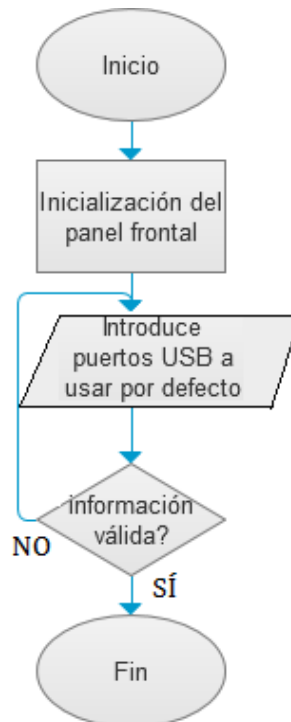 Inicio
Inicialización del
panel frontal
Introduce
puertos USB a
usar por defecto
información
válida?
NO
SÍ
Fin